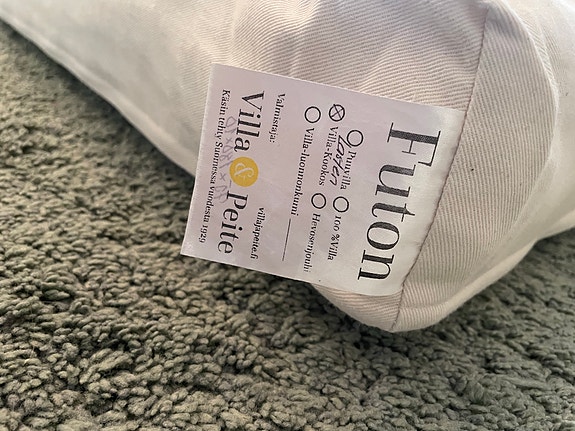 Futon
Puuvilla 100 % Villa
Lasten
Villa-Kookos Hevosenjouhi
Villa-luonnonkumi
Valmistaja: villajapeite.fi
Villa & Peite
Käsin tehty Suomessa vuodesta 1929